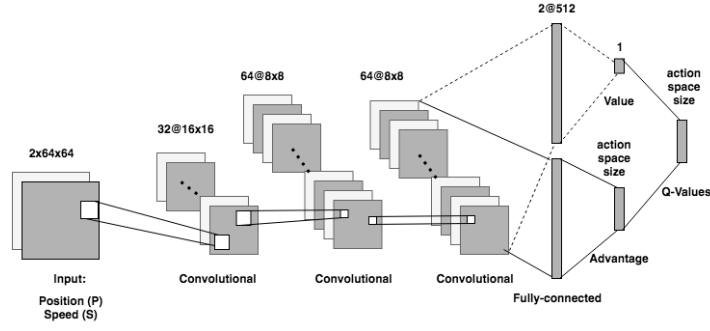 2@512
1
action
space
size
64@8x8
64@8x8
Value
32@16x16
action
space
size
2x64x64
Q-Values
Advantage
Input:
Convolutional
Convolutional
Convolutional
Fully-connected
Position (P)
Speed (S)